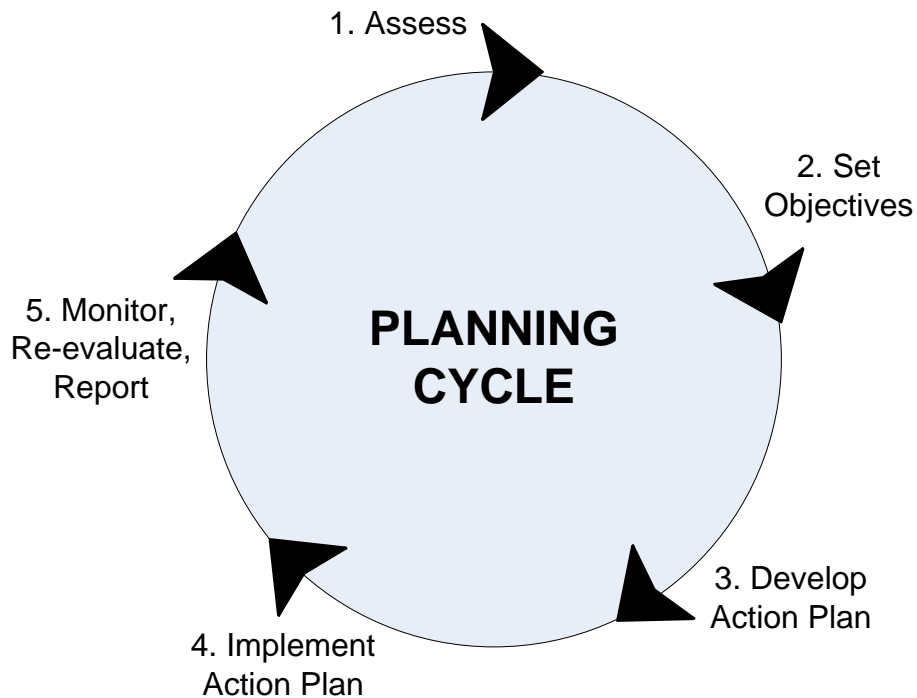 1. Assess
2. Set
Objectives
PLANNING
CYCLE
5. Monitor,
Re-evaluate,
Report
3. Develop
Action Plan
4. Implement
Action Plan